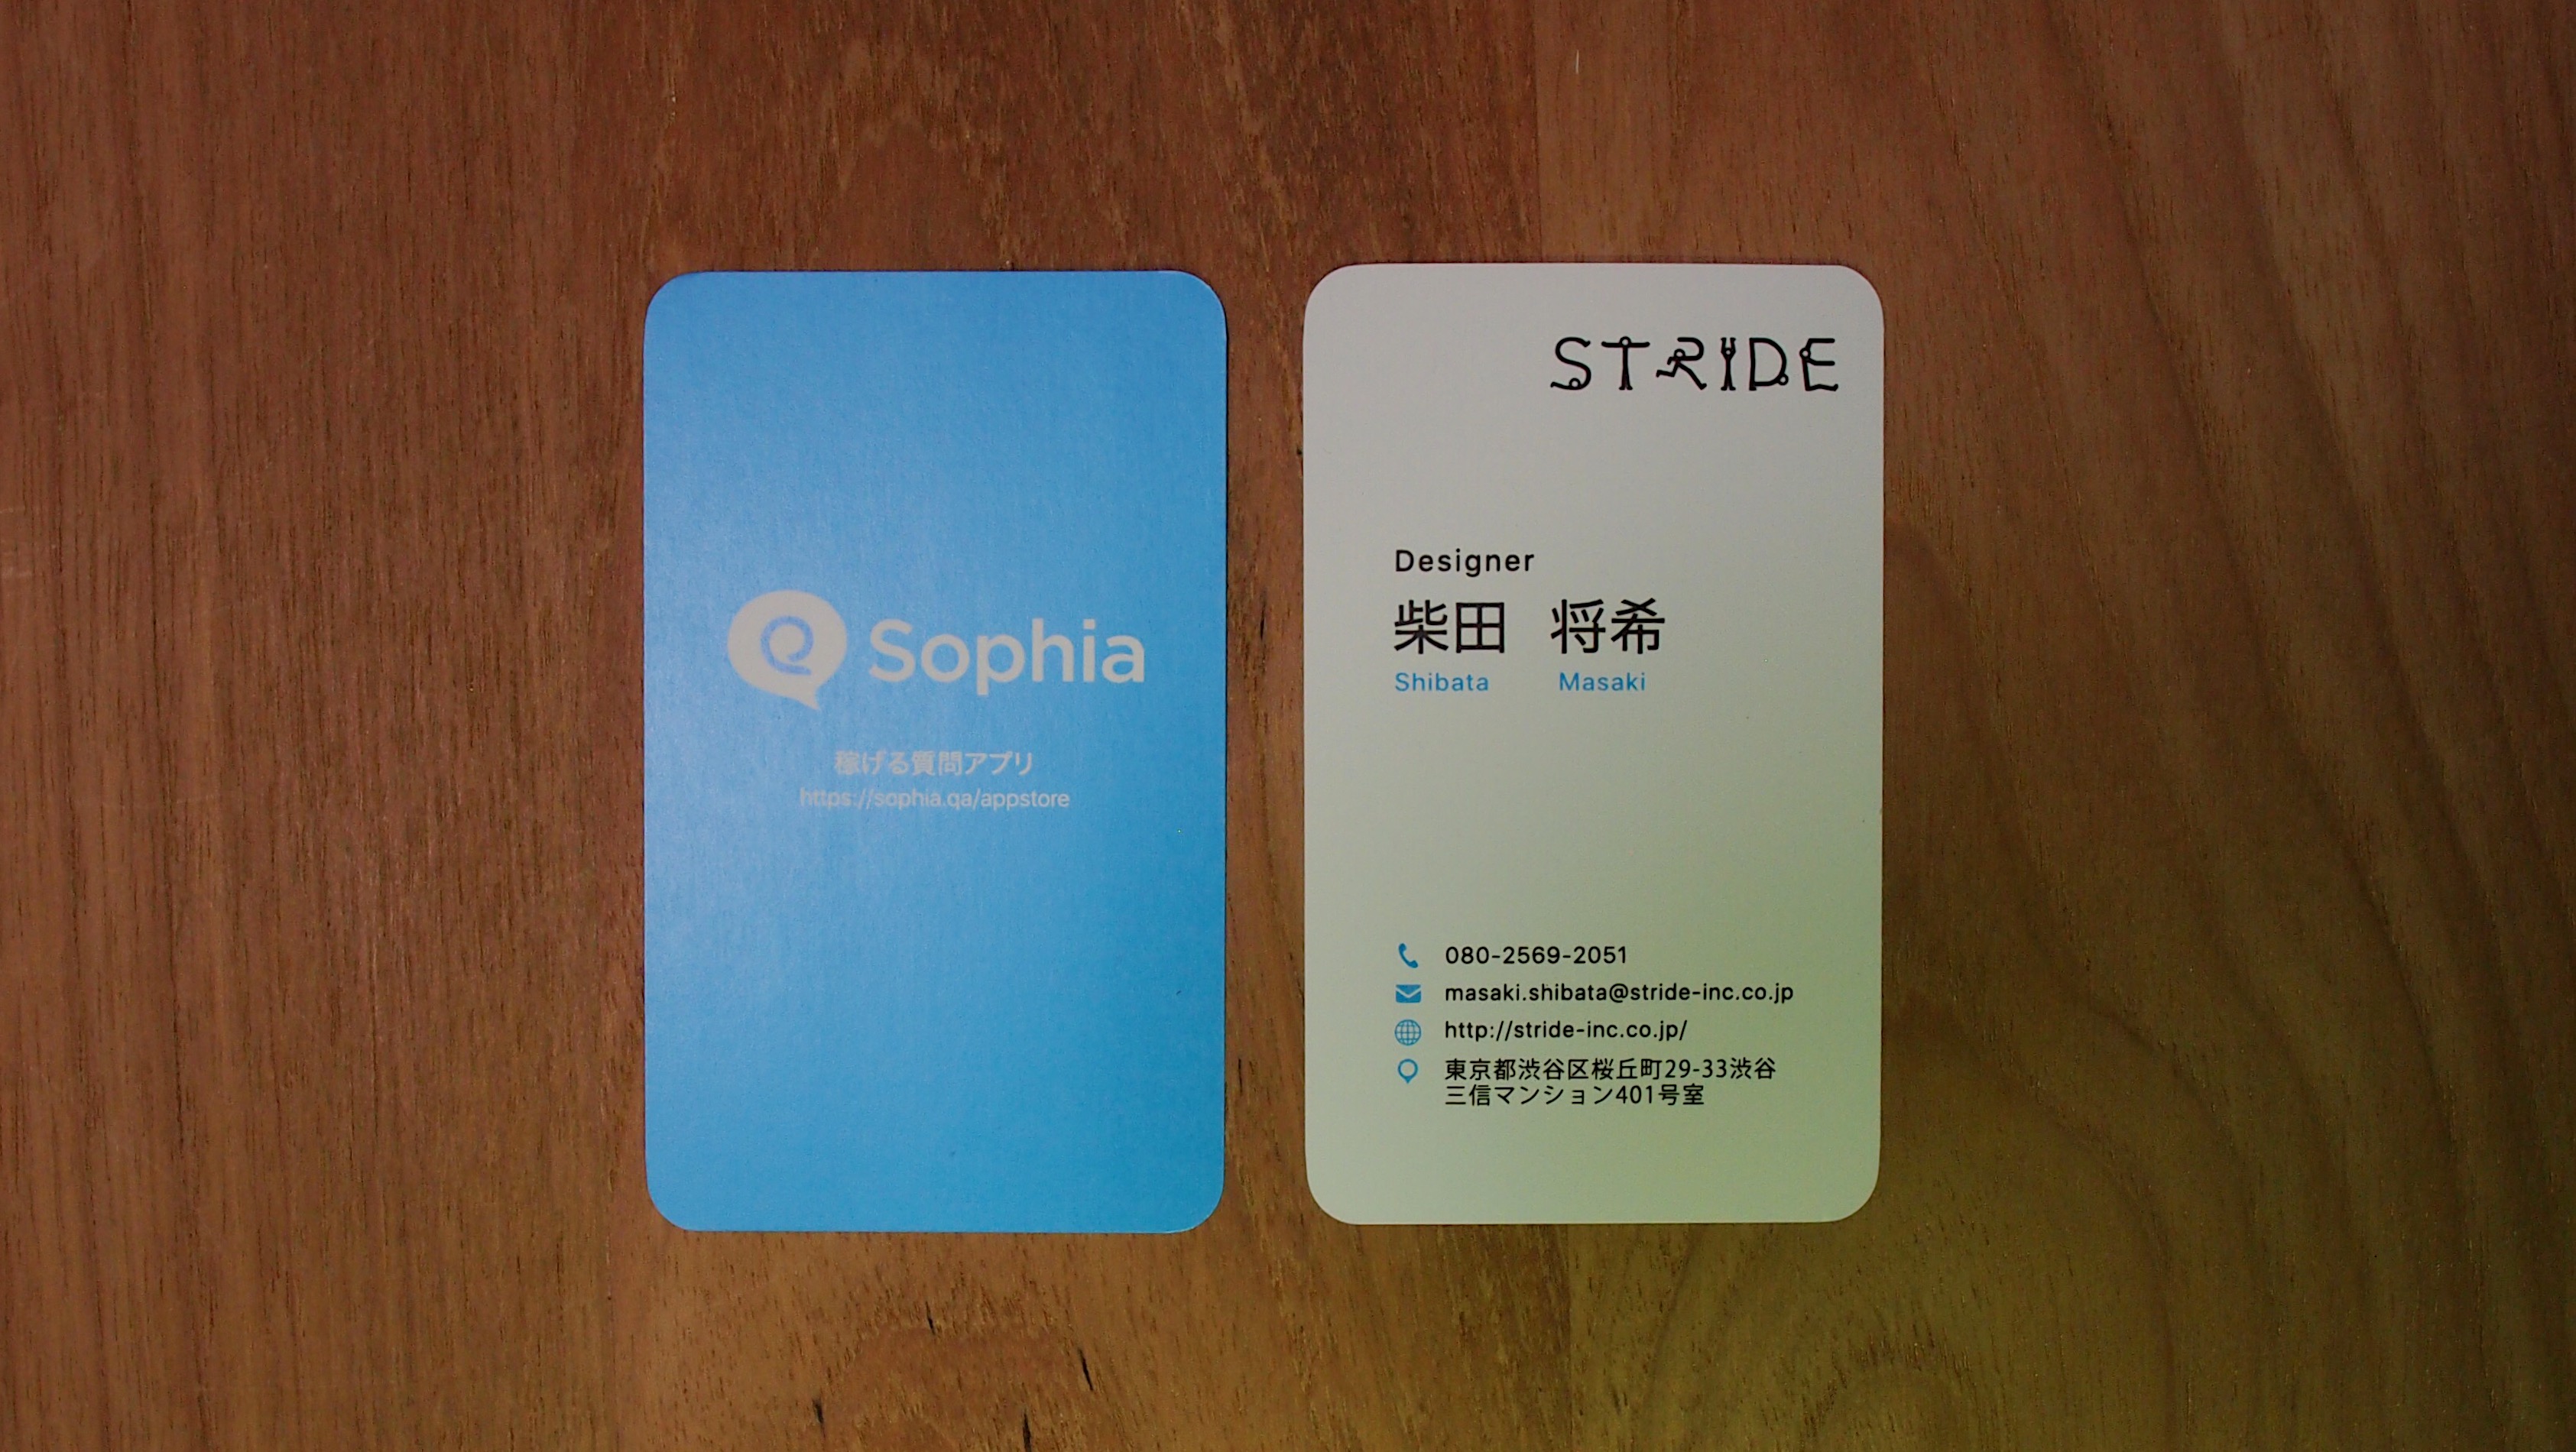 Sophia
稼げる質問アプリ
https://sophia.qa/appstore
STRIDE
Designer
柴田 将希
Shibata Masaki
080-2569-2051
masaki.shibata@stride-inc.co.jp
http://stride-inc.co.jp/
東京都渋谷区桜丘町29-33渋谷
三信マンション401号室